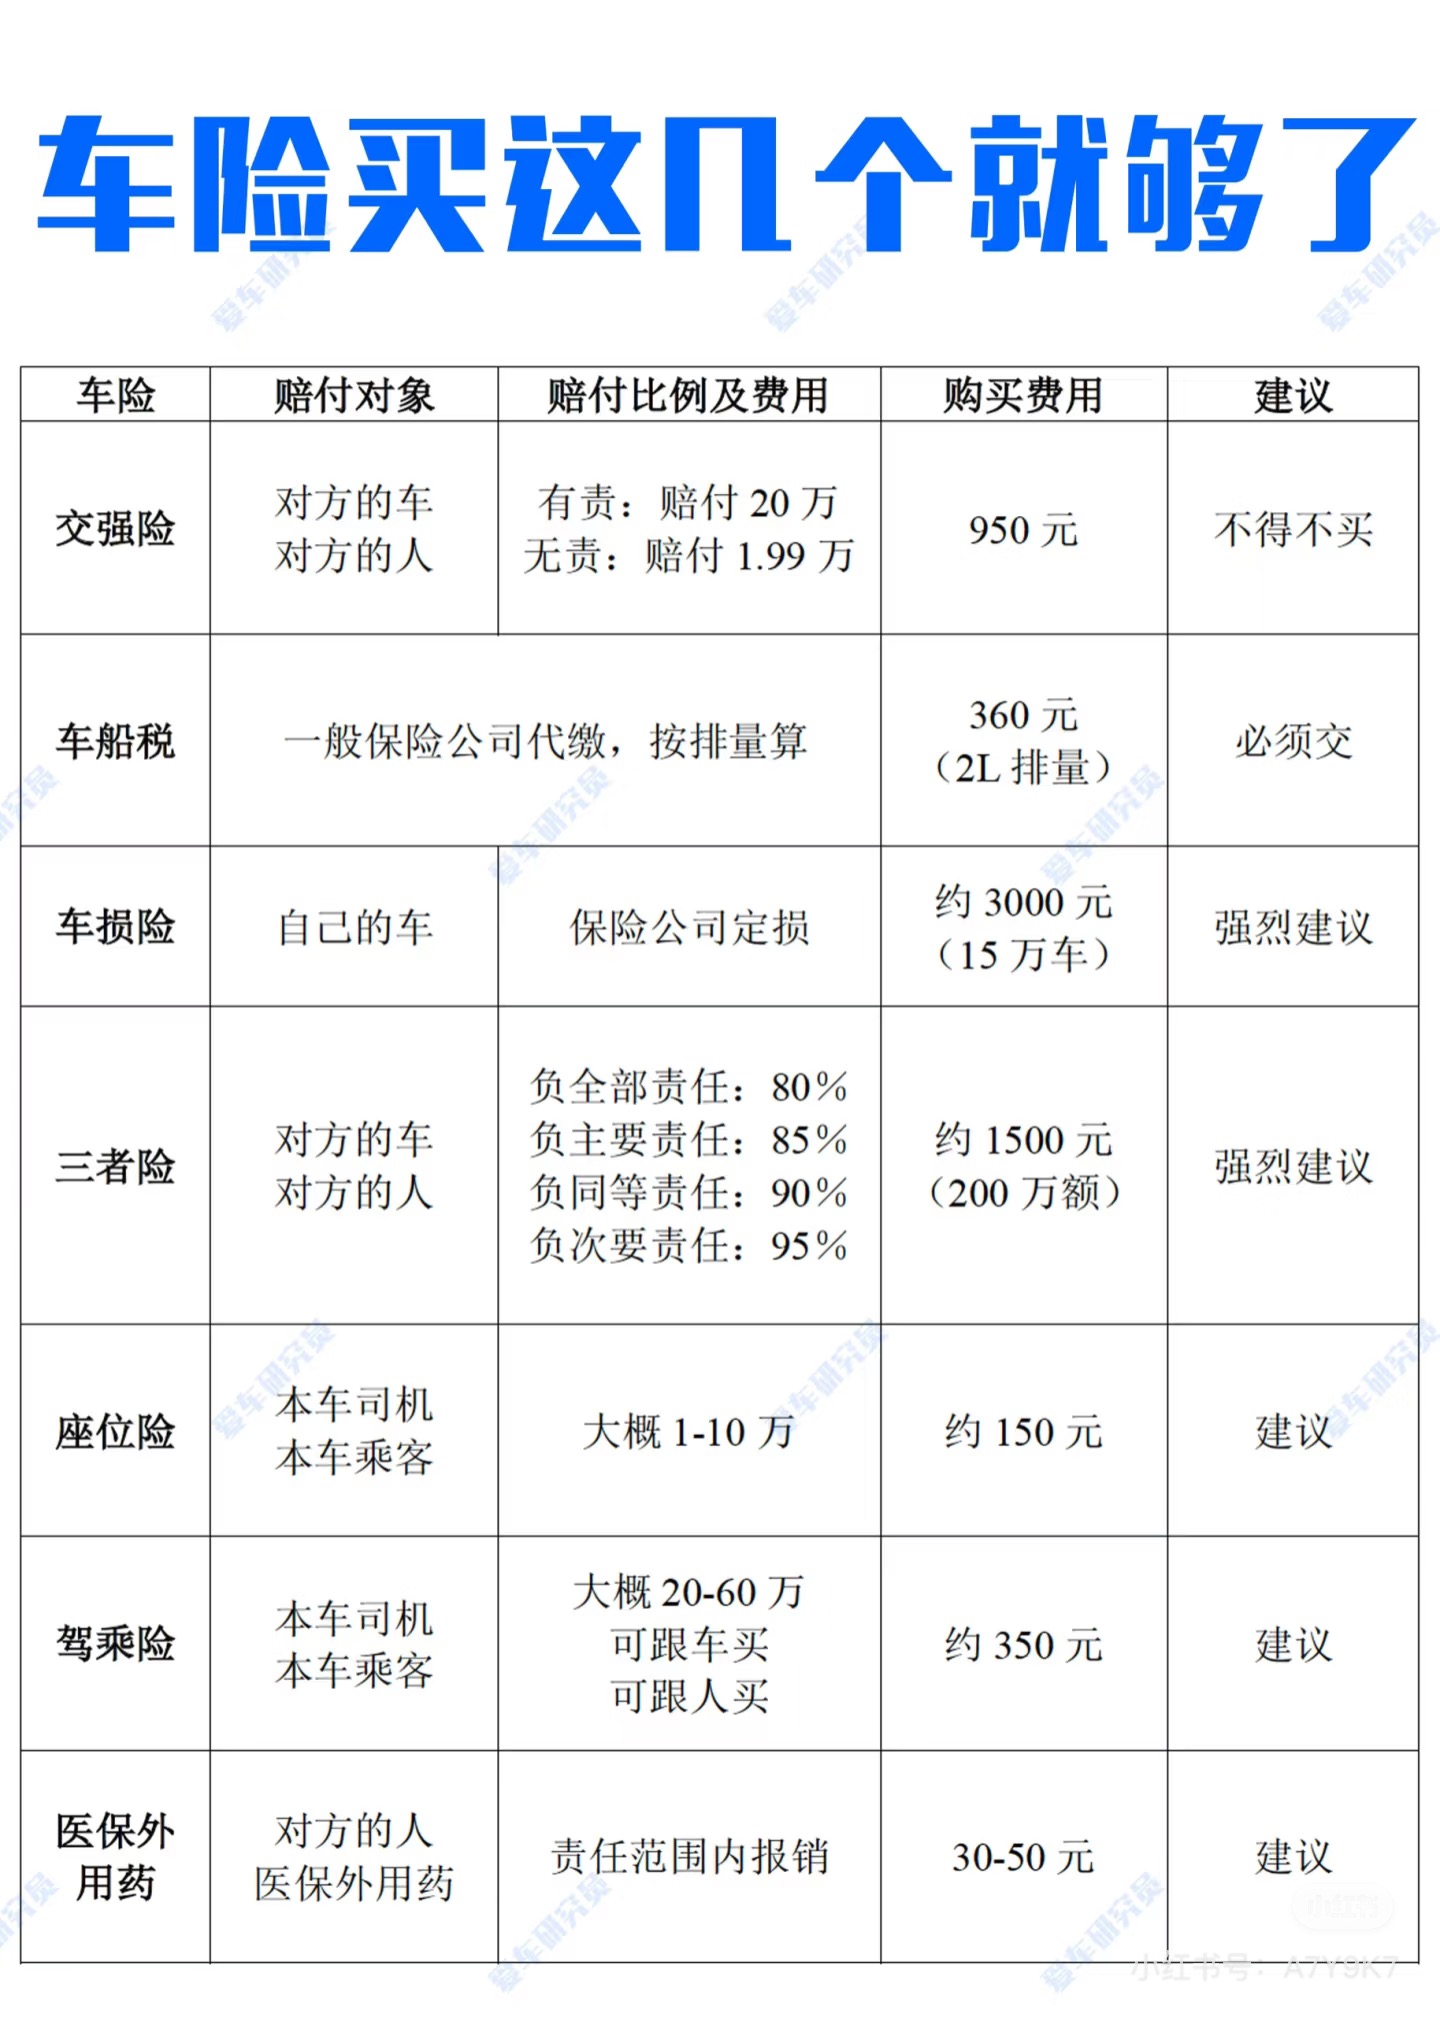 车险买这几个就够了
车险
赔付对象
赔付比例及费用
购买费用
建议
交强险
对方的车
对方的人
有责：赔付 20 万
无责：赔付 1.99 万
950 元
不得不买
车船税
一般保险公司代缴，按排量算
360 元
（2L 排量）
必须交
车损险
自己的车
保险公司定损
约 3000 元
（15 万车）
强烈建议
三者险
对方的车
对方的人
负全部责任：80%
负主要责任：85%
负同等责任：90%
负次要责任：95%
约 1500 元
（200 万额）
强烈建议
座位险
本车司机
本车乘客
大概 1-10 万
约 150 元
建议
驾乘险
本车司机
本车乘客
大概 20-60 万
可跟车买
可跟人买
约 350 元
建议
医保外
用药
对方的人
医保外用药
责任范围内报销
30-50 元
建议
爱车研究员
小红书
小红书号：A7Y9K7